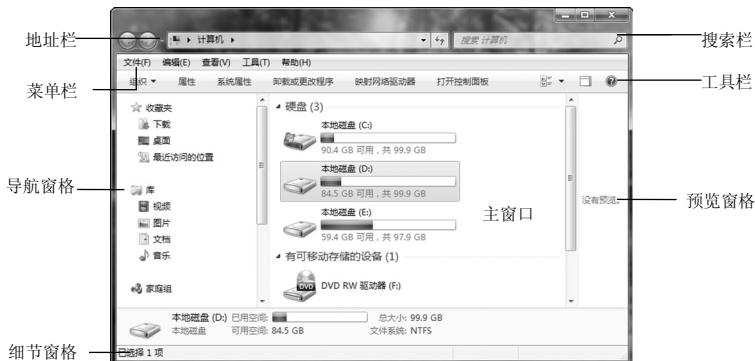 地址栏
计算机
搜索 计算机
搜索栏
文件(F) 编辑(E) 查看(V) 工具(T) 帮助(H)
菜单栏
组织 属性 系统属性 卸载或更改程序 映射网络驱动器 打开控制面板
工具栏
收藏夹
下载
桌面
最近访问的位置
导航窗格
库
视频
图片
文档
音乐
家庭组
硬盘 (3)
本地磁盘 (C:)
90.4 GB 可用，共 99.9 GB
本地磁盘 (D:)
84.5 GB 可用，共 99.9 GB
本地磁盘 (E:)
59.4 GB 可用，共 97.9 GB
主窗口
有可移动存储的设备 (1)
DVD RW 驱动器 (F:)
DVD
没有预览。
预览窗格
本地磁盘 (D:) 已用空间: 总大小: 99.9 GB
本地磁盘 可用空间: 84.5 GB 文件系统: NTFS
细节窗格
已选择 1 项